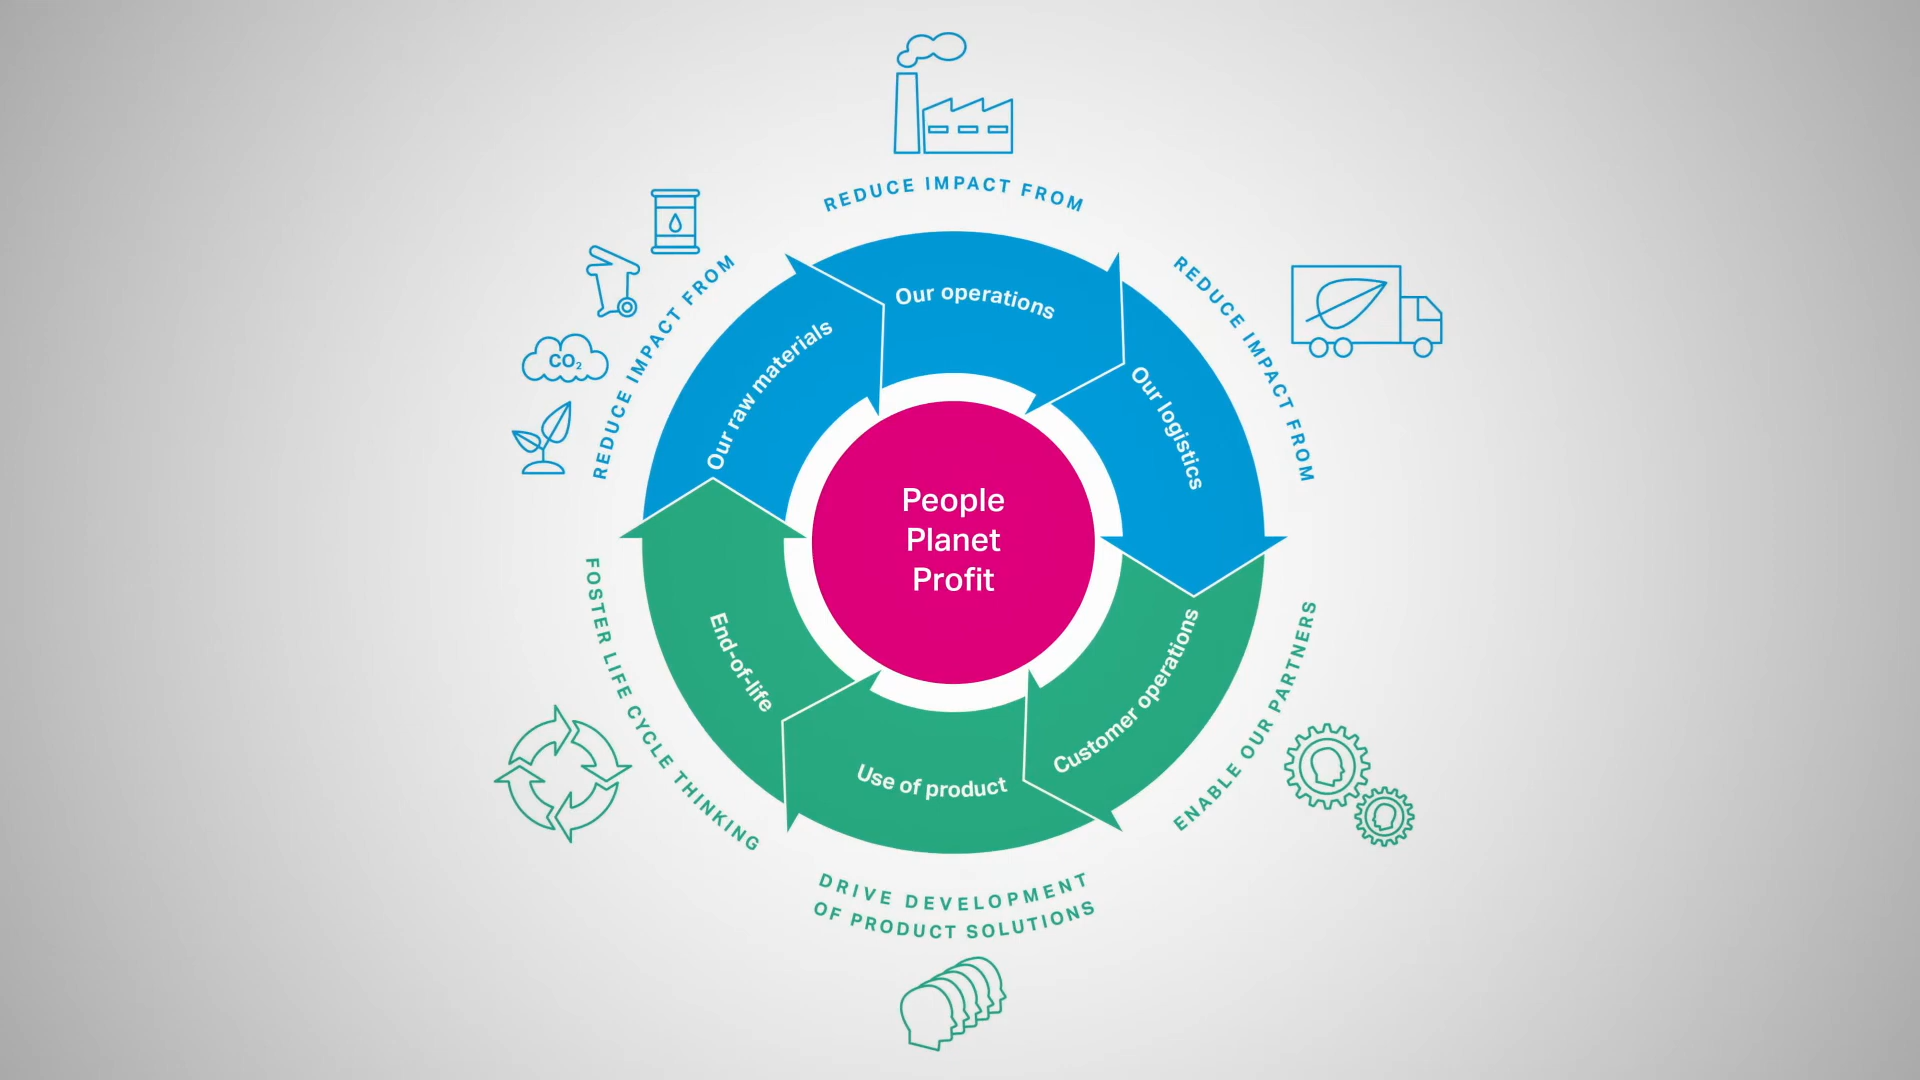 REDUCE IMPACT FROM
Our operations
REDUCE IMPACT FROM
Our logistics
ENABLE OUR PARTNERS
Customer operations
DRIVE DEVELOPMENT
OF PRODUCT SOLUTIONS
Use of product
FOSTER LIFE CYCLE THINKING
End-of-life
REDUCE IMPACT FROM
Our raw materials
CO₂
People
Planet
Profit